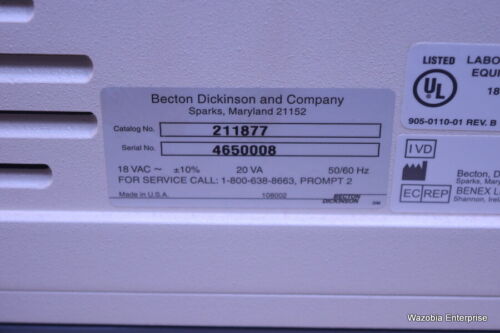 Becton Dickinson and Company
Sparks, Maryland 21152
Catalog No. 211877
Serial No. 4650008
18 VAC ~ ±10% 20 VA 50/60 Hz
FOR SERVICE CALL: 1-800-638-8663, PROMPT 2
Made in U.S.A. 108002 BECTON
DICKINSON
LISTED
UL
LABO
EQUI
18
905-0110-01 REV. B
IVD
Becton, D
Sparks, Mary
EC REP
BENEX L
Shannon, Irel
Wazobia Enterprise